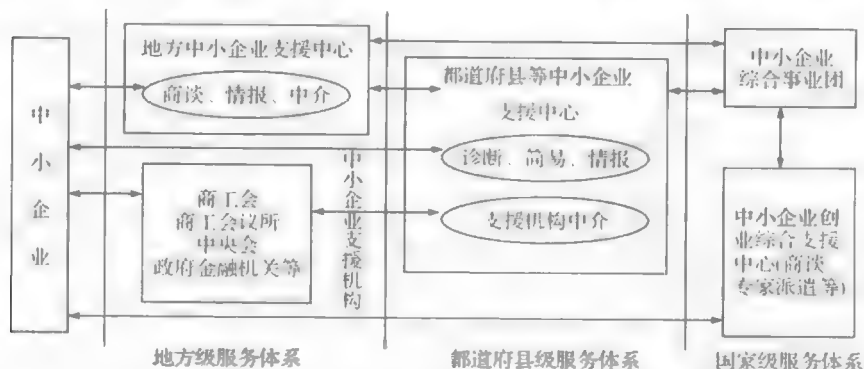 中小企业
地方中小企业支援中心
商谈、情报、中介
商工会
商工会议所
中央会
政府金融机关等
中小企业支援机构
都道府县等中小企业
支援中心
诊断、简易、情报
支援机构中介
中小企业
综合事业团
中小企业创
业综合支援
中心(商谈
专家派遣等)
地方级服务体系
都道府县级服务体系
国家级服务体系